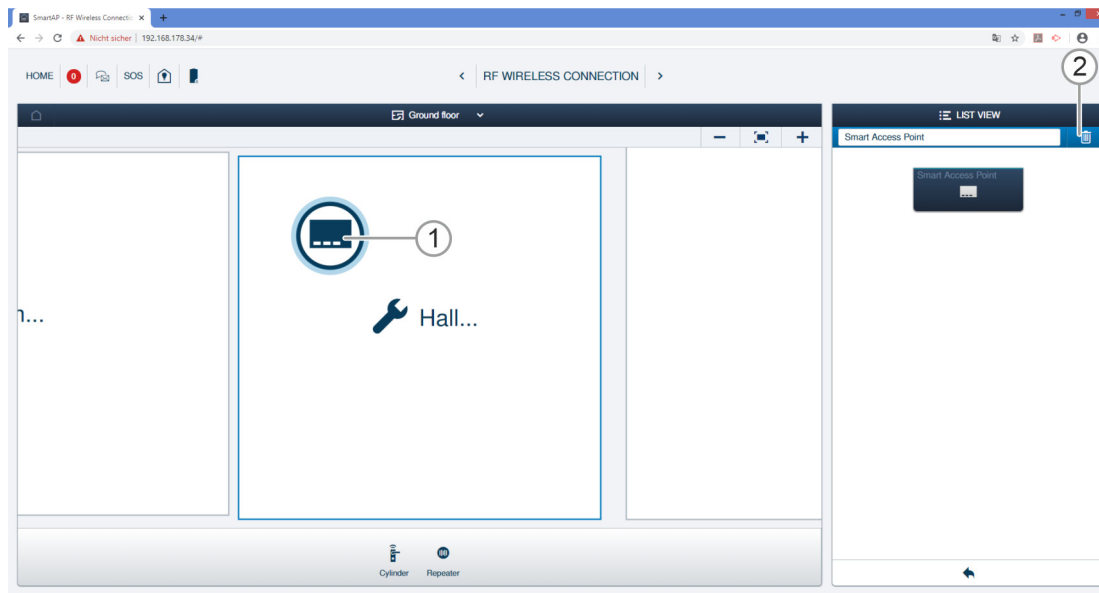 SmartAP - RF Wireless Connectio
Nicht sicher | 192.168.178.34/#
HOME 0 SOS RF WIRELESS CONNECTION
2
Ground floor
LIST VIEW
Smart Access Point
Smart Access Point
1
n...
Hall...
Cylinder Repeater